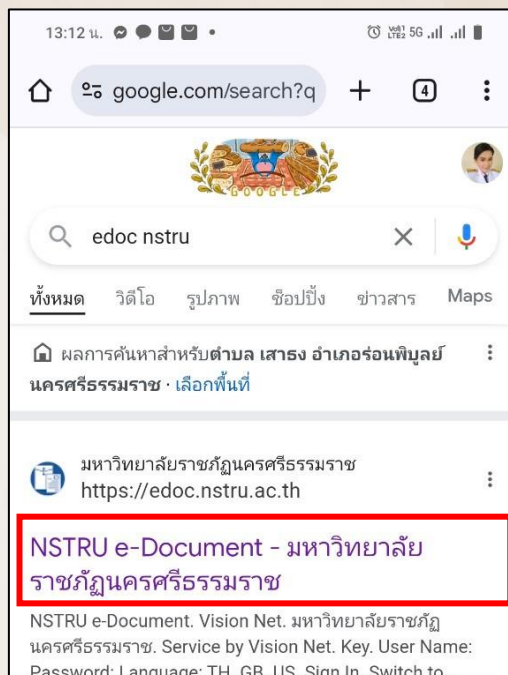 13:12 น.
Vo1) LTE2 5G
google.com/search?q
4
GOOGLE
edoc nstru
ทั้งหมด วิดีโอ รูปภาพ ช็อปปิ้ง ข่าวสาร Maps
ผลการค้นหาสำหรับตำบล เสาธง อำเภอร่อนพิบูลย์
นครศรีธรรมราช · เลือกพื้นที่
มหาวิทยาลัยราชภัฏนครศรีธรรมราช
https://edoc.nstru.ac.th
NSTRU e-Document - มหาวิทยาลัย
ราชภัฏนครศรีธรรมราช
NSTRU e-Document. Vision Net. มหาวิทยาลัยราชภัฏ
นครศรีธรรมราช. Service by Vision Net. Key. User Name:
Password: Language: TH. GB. US. Sign In. Switch to...